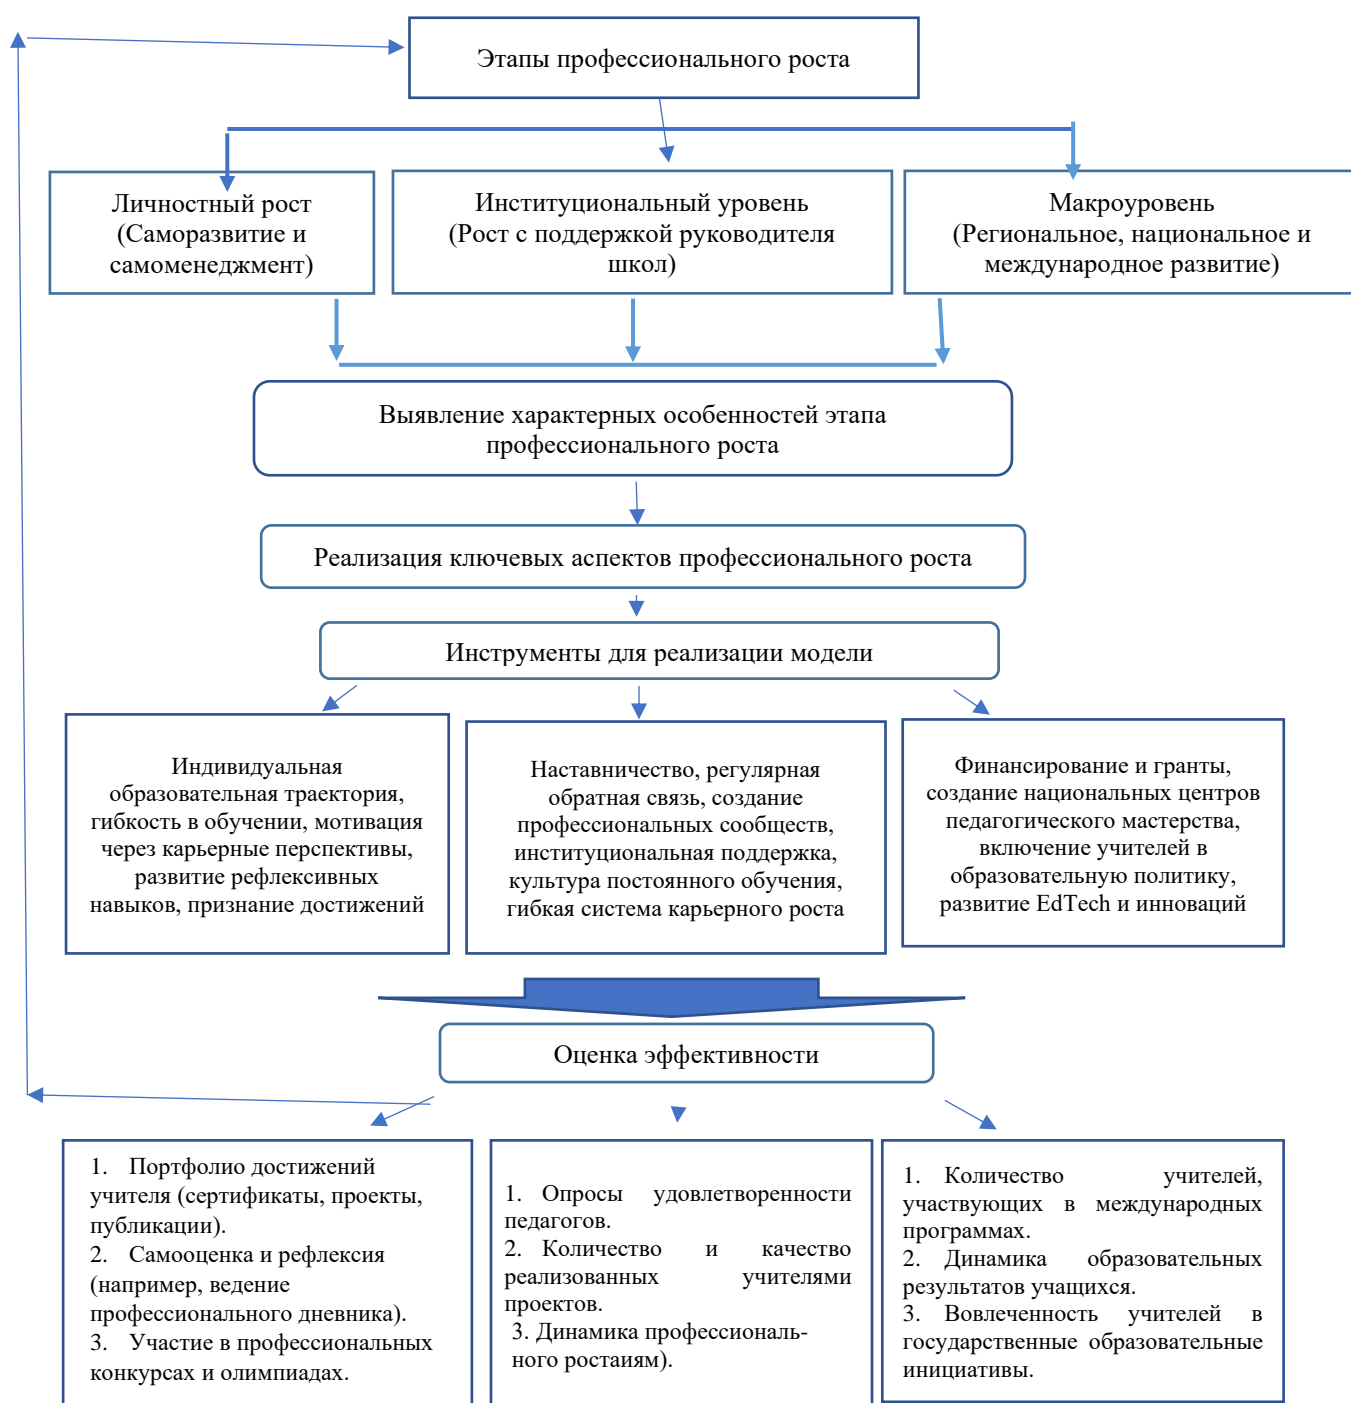 Этапы профессионального роста
Личностный рост
(Саморазвитие и
самоменеджмент)
Институциональный уровень
(Рост с поддержкой руководителя
школ)
Макроуровень
(Региональное, национальное и
международное развитие)
Выявление характерных особенностей этапа
профессионального роста
Реализация ключевых аспектов профессионального роста
Инструменты для реализации модели
Индивидуальная
образовательная траектория,
гибкость в обучении, мотивация
через карьерные перспективы,
развитие рефлексивных
навыков, признание достижений
Наставничество, регулярная
обратная связь, создание
профессиональных сообществ,
институциональная поддержка,
культура постоянного обучения,
гибкая система карьерного роста
Финансирование и гранты,
создание национальных центров
педагогического мастерства,
включение учителей в
образовательную политику,
развитие EdTech и инноваций
Оценка эффективности
1. Портфолио достижений
учителя (сертификаты, проекты,
публикации).
2. Самооценка и рефлексия
(например, ведение
профессионального дневника).
3. Участие в профессиональных
конкурсах и олимпиадах.
1. Опросы удовлетворенности
педагогов.
2. Количество и качество
реализованных учителями
проектов.
3. Динамика профессиональ-
ного ростаиям).
1. Количество учителей,
участвующих в международных
программах.
2. Динамика образовательных
результатов учащихся.
3. Вовлеченность учителей в
государственные образовательные
инициативы.